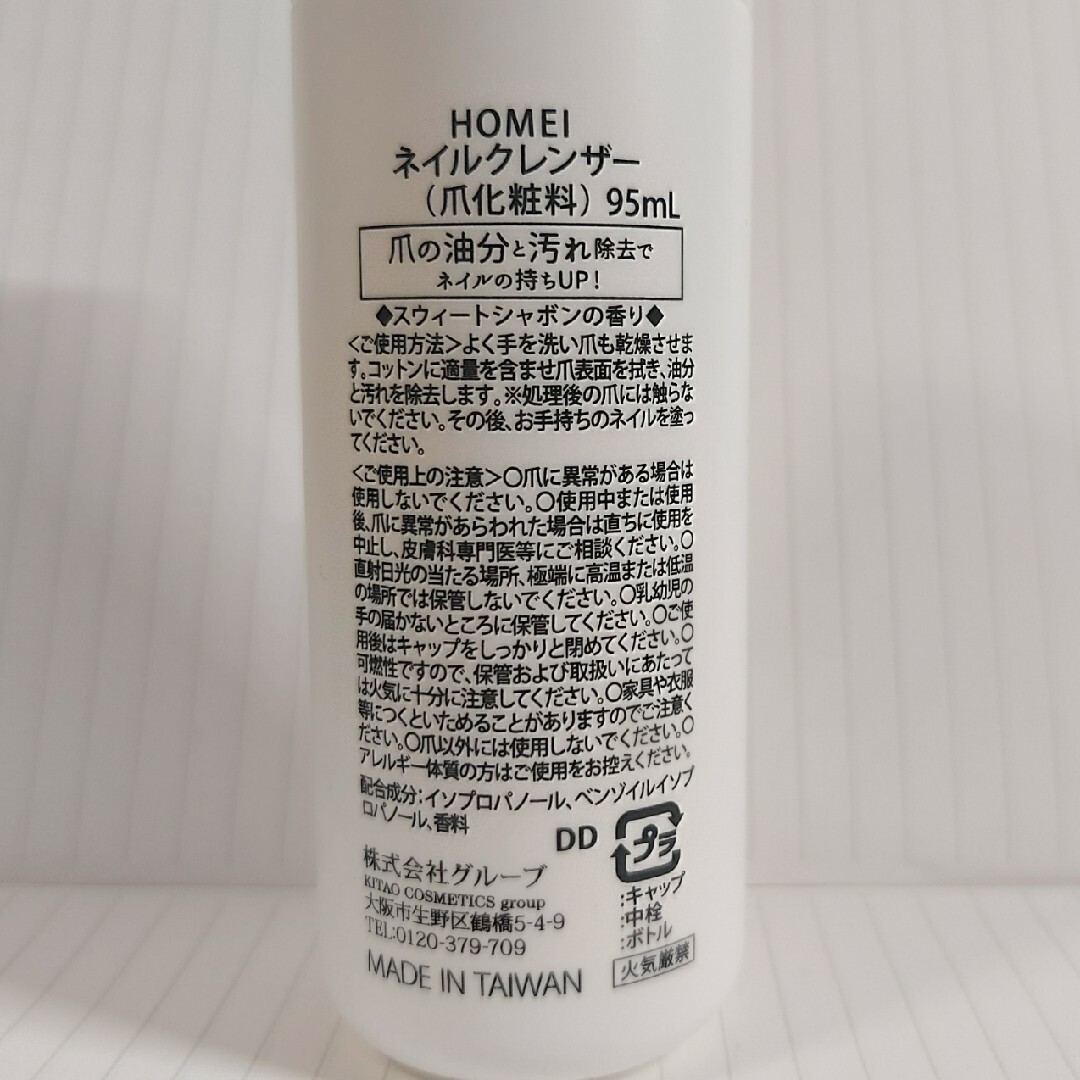 HOMEI
ネイルクレンザー
（爪化粧料）95mL
爪の油分と汚れ除去で
ネイルの持ちUP！
◆スウィートシャボンの香り◆
＜ご使用方法＞よく手を洗い爪も乾燥させま
す。コットンに適量を含ませ爪表面を拭き、油分
と汚れを除去します。※処理後の爪には触らな
いでください。その後、お手持ちのネイルを塗っ
てください。
＜ご使用上の注意＞〇爪に異常がある場合は
使用しないでください。〇使用中または使用
後、爪に異常があらわれた場合は直ちに使用を
中止し、皮膚科専門医等にご相談ください。〇
直射日光の当たる場所、極端に高温または低温
の場所では保管しないでください。〇乳幼児の
手の届かないところに保管してください。〇ご使
用後はキャップをしっかりと閉めてください。〇
可燃性ですので、保管および取扱いにあたって
は火気に十分に注意してください。〇家具や衣服
等につくといためることがありますのでご注意く
ださい。〇爪以外には使用しないでください。〇
アレルギー体質の方はご使用をお控えください。
配合成分：イソプロパノール、ベンゾイルイソプ
ロパノール、香料
DD
プラ
:キャップ
:中栓
:ボトル
株式会社グループ
KITAO COSMETICS group
大阪市生野区鶴橋5-4-9
TEL:0120-379-709
火気厳禁
MADE IN TAIWAN